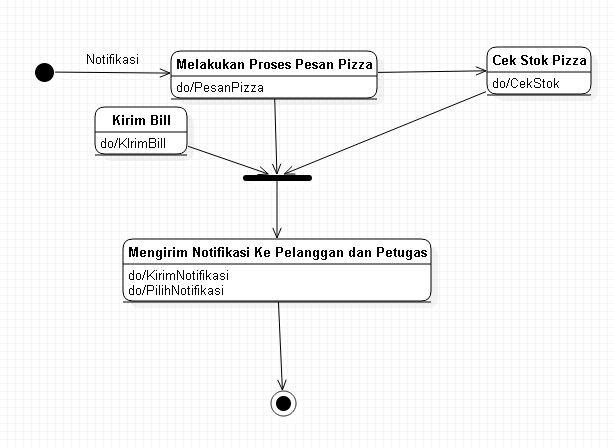 Notifikasi
Melakukan Proses Pesan Pizza
do/PesanPizza
Cek Stok Pizza
do/CekStok
Kirim Bill
do/KIrimBill
Mengirim Notifikasi Ke Pelanggan dan Petugas
do/KirimNotifikasi
do/PilihNotifikasi